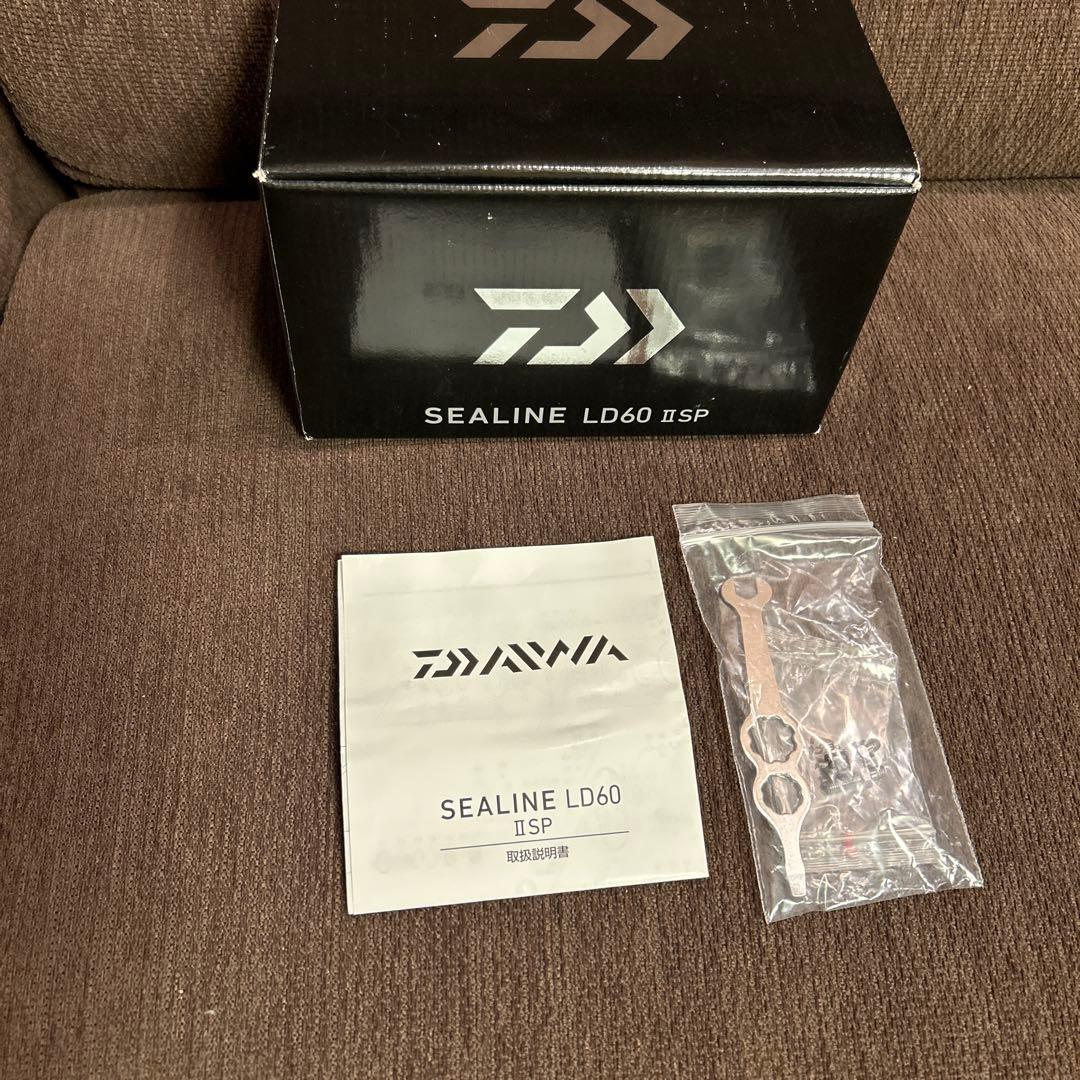 SEALINE LD60 ⅡSP
DAIWA
SEALINE LD60
ⅡSP
取扱説明書